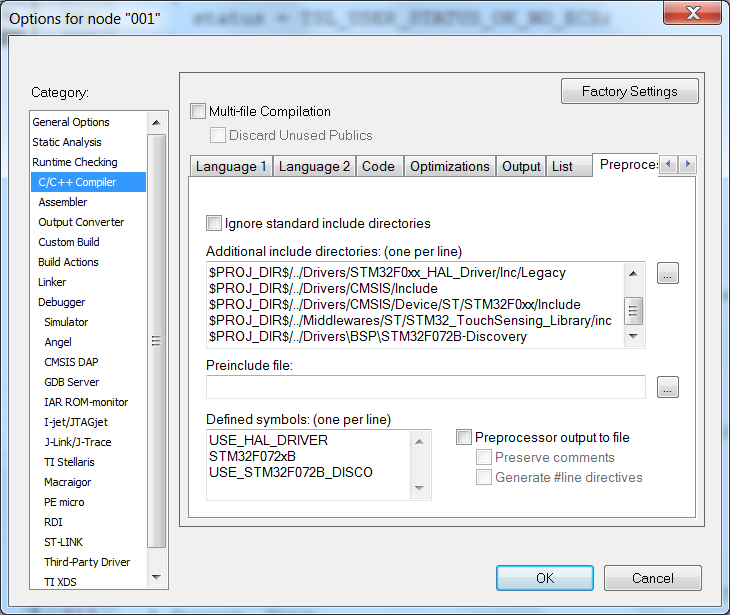 Options for node "001"
status = TSL_USER_STATUS_OK_NO_ECS;
Category:
General Options
Static Analysis
Runtime Checking
C/C++ Compiler
Assembler
Output Converter
Custom Build
Build Actions
Linker
Debugger
Simulator
Angel
CMSIS DAP
GDB Server
IAR ROM-monitor
I-jet/JTAGjet
J-Link/J-Trace
TI Stellaris
Macraigor
PE micro
RDI
ST-LINK
Third-Party Driver
TI XDS
Factory Settings
Multi-file Compilation
Discard Unused Publics
Language 1 Language 2 Code Optimizations Output List Preproces
Ignore standard include directories
Additional include directories: (one per line)
$PROJ_DIR$/../Drivers/STM32F0xx_HAL_Driver/Inc/Legacy
$PROJ_DIR$/../Drivers/CMSIS/Include
$PROJ_DIR$/../Drivers/CMSIS/Device/ST/STM32F0xx/Include
$PROJ_DIR$/../Middlewares/ST/STM32_TouchSensing_Library/inc
$PROJ_DIR$/../Drivers\BSP\STM32F072B-Discovery
...
Preinclude file:
...
Defined symbols: (one per line)
USE_HAL_DRIVER
STM32F072xB
USE_STM32F072B_DISCO
Preprocessor output to file
Preserve comments
Generate #line directives
OK Cancel